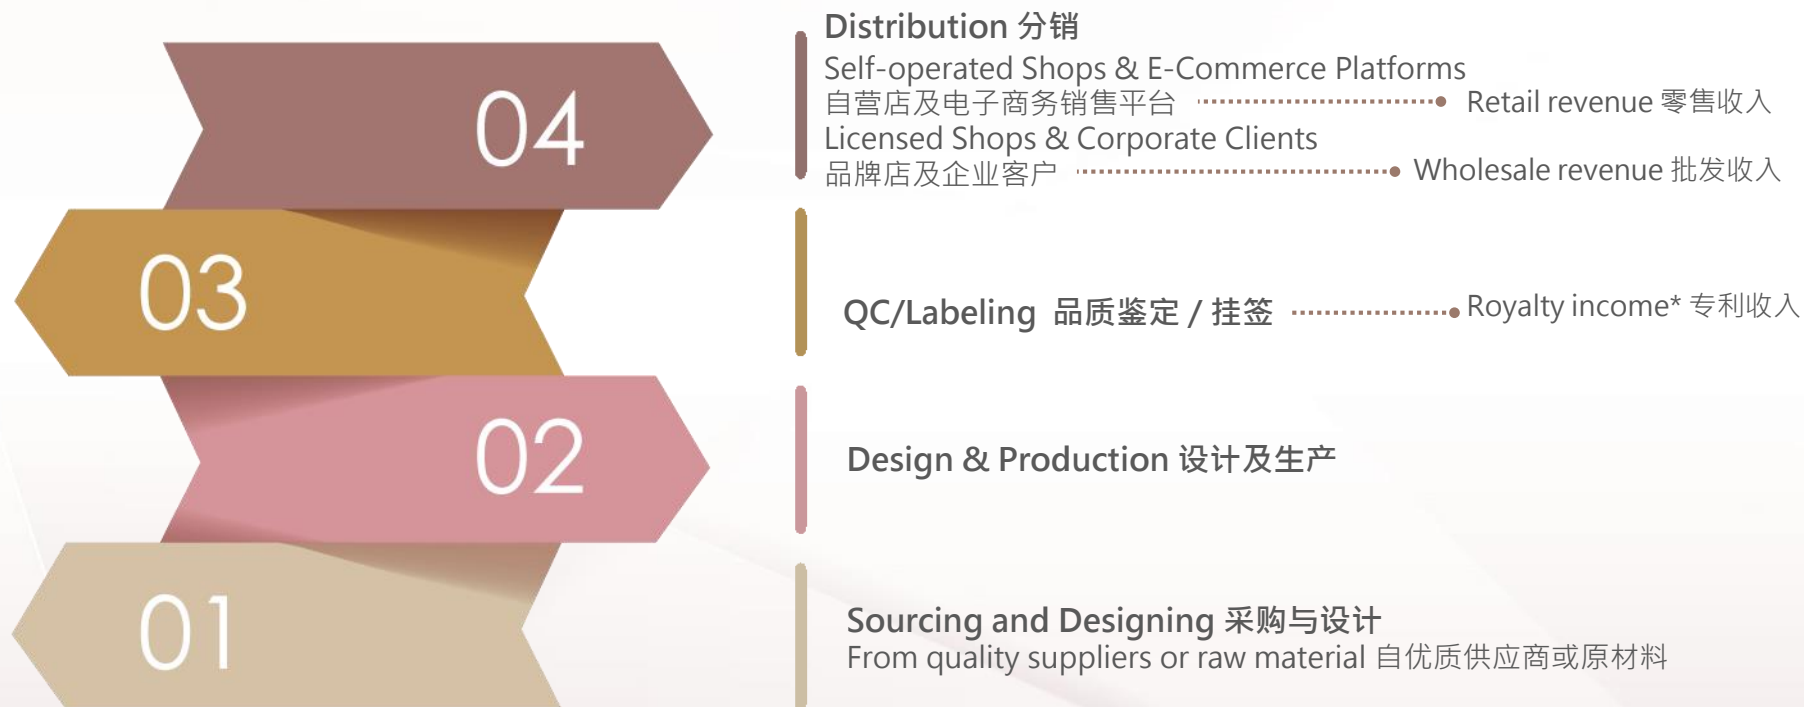 04
Distribution 分销
Self-operated Shops & E-Commerce Platforms
自营店及电子商务销售平台 Retail revenue 零售收入
Licensed Shops & Corporate Clients
品牌店及企业客户 Wholesale revenue 批发收入
03
QC/Labeling 品质鉴定 / 挂签 Royalty income* 专利收入
02
Design & Production 设计及生产
01
Sourcing and Designing 采购与设计
From quality suppliers or raw material 自优质供应商或原材料